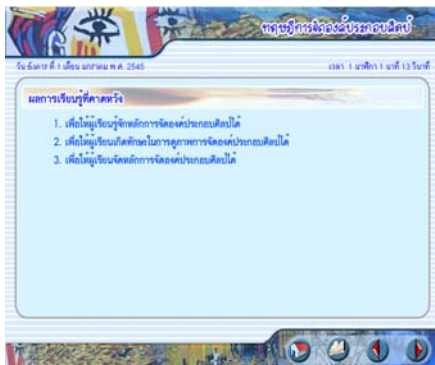 ทฤษฎีการจัดองค์ประกอบศิลป์
วัน อังคาร ที่ 1 เดือน มกราคม พ.ศ. 2545
เวลา 1 นาฬิกา 1 นาที 13 วินาที
ผลการเรียนรู้ที่คาดหวัง
1. เพื่อให้ผู้เรียนรู้จักหลักการจัดองค์ประกอบศิลป์ได้
2. เพื่อให้ผู้เรียนเกิดทักษะในการดูภาพการจัดองค์ประกอบศิลป์ได้
3. เพื่อให้ผู้เรียนจัดหลักการจัดองค์ประกอบศิลป์ได้